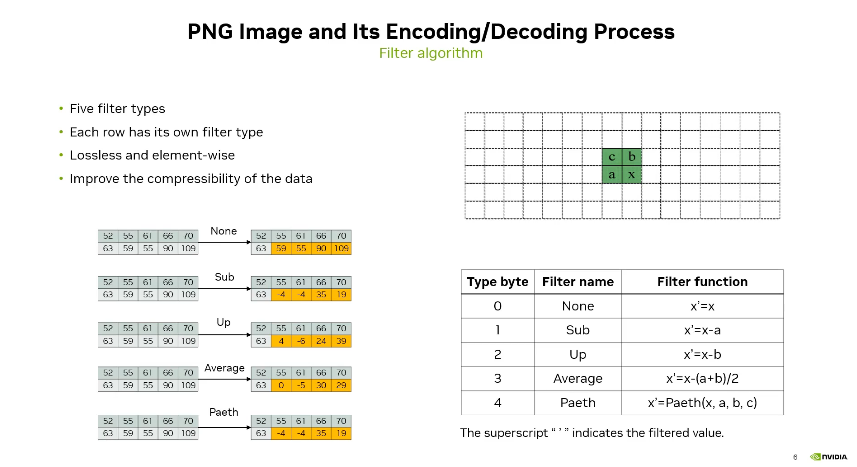 PNG Image and Its Encoding/Decoding Process
Filter algorithm
• Five filter types
• Each row has its own filter type
• Lossless and element-wise
• Improve the compressibility of the data
c b
a x
None
52 55 61 66 70 52 55 61 66 70
63 59 55 90 109 63 59 55 90 109
Sub
52 55 61 66 70 52 55 61 66 70
63 59 55 90 109 63 -4 -4 35 19
Up
52 55 61 66 70 52 55 61 66 70
63 59 55 90 109 63 4 -6 24 39
Average
52 55 61 66 70 52 55 61 66 70
63 59 55 90 109 63 0 -5 30 29
Paeth
52 55 61 66 70 52 55 61 66 70
63 59 55 90 109 63 -4 -4 35 19
Type byte Filter name Filter function
0 None x’=x
1 Sub x’=x-a
2 Up x’=x-b
3 Average x’=x-(a+b)/2
4 Paeth x’=Paeth(x, a, b, c)
The superscript “ ’ ” indicates the filtered value.
6 NVIDIA